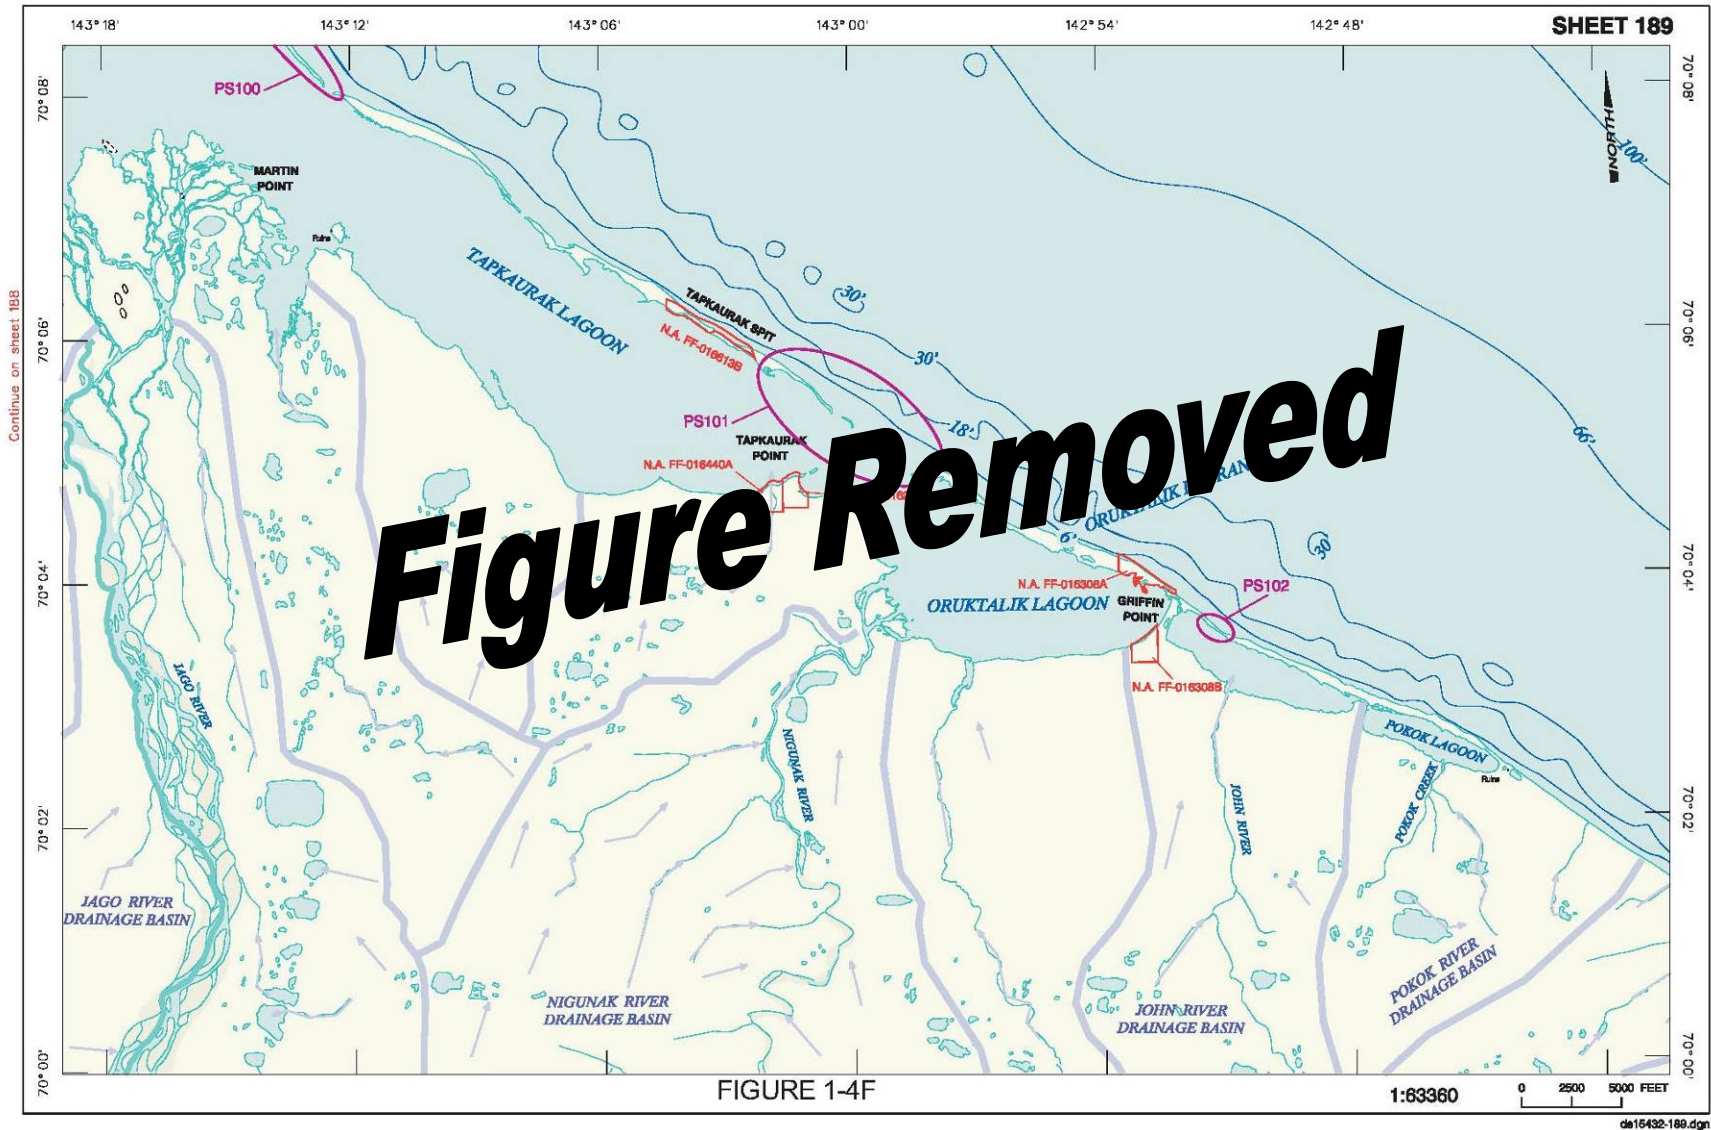 143° 18'
143° 12'
143° 06'
143° 00'
142° 54'
142° 48'
SHEET 189
70° 08'
70° 08'
PS100
100'
NORTH
MARTIN
POINT
Ruins
TAPKAURAK LAGOON
30'
TAPKAURAK SPIT
N.A. FF-016613B
Continue on sheet 188
70° 06'
70° 06'
30'
PS101
18'
66'
TAPKAURAK
POINT
N.A. FF-016440A
Figure Removed
6'
30'
70° 04'
70° 04'
N.A. FF-016308A
PS102
ORUKTALIK LAGOON
GRIFFIN
POINT
N.A. FF-016308B
JAGO RIVER
NIGUNAK RIVER
POKOK LAGOON
Ruins
POKOK CREEK
JOHN RIVER
70° 02'
70° 02'
JAGO RIVER
DRAINAGE BASIN
NIGUNAK RIVER
DRAINAGE BASIN
JOHN RIVER
DRAINAGE BASIN
POKOK RIVER
DRAINAGE BASIN
70° 00'
70° 00'
FIGURE 1-4F
1:63360
0 2500 5000 FEET
de15432-189.dgn